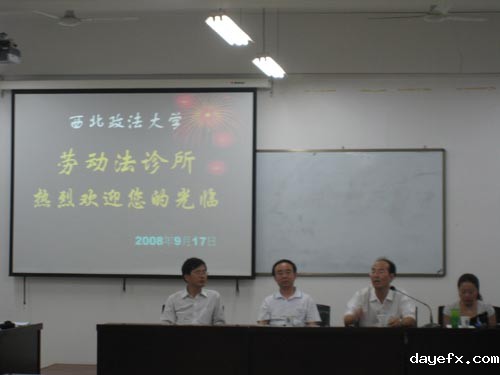 西北政法大学
劳动法诊所
热烈欢迎您的光临
2008年9月17日
dayefx.com